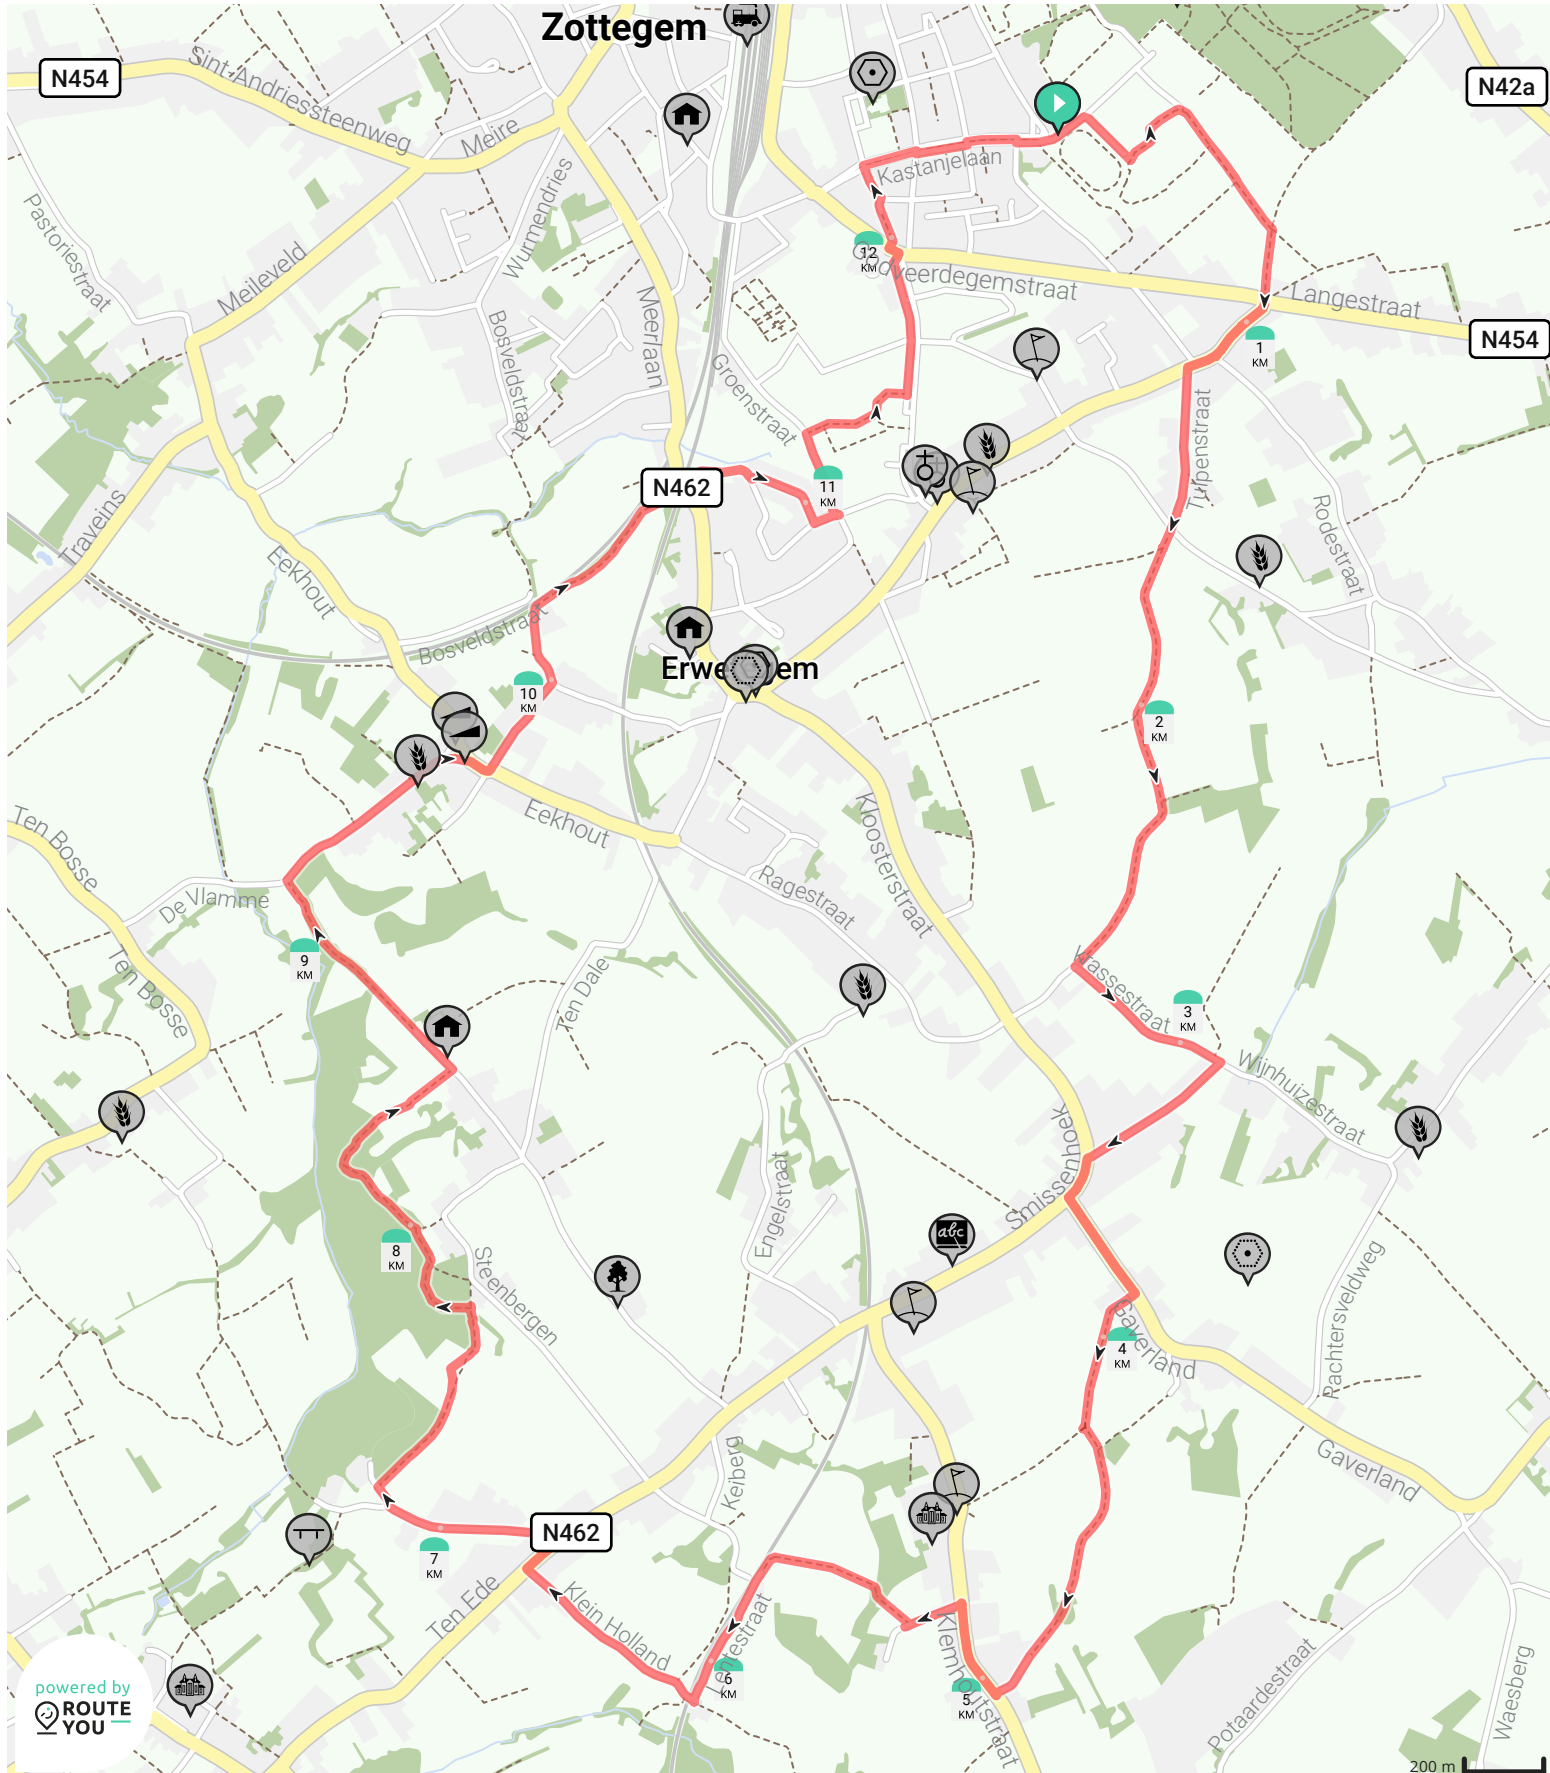 Zottegem
N454
N42a
Sint-Andriessteenweg
Meire
Kastanjelaan
Pastoriestraat
Wurmendries
Meileveld
12
KM
Langestraat
N454
Meerlaan
Bosveldstraat
1
KM
Groenstraat
Tulpenstraat
N462
11
KM
Traveins
Rodestraat
Eekhout
Bosveldstraat
10
KM
2
KM
Eekhout
Kloosterstraat
Ten Bosse
Ragestraat
De Vlamme
9
KM
Ten Bosse
Ten Dale
3
KM
Wijnhuizestraat
Smissenhoek
abc
Engelstraat
8
KM
Steenbergen
Pachtersveldweg
Gaverland
4
KM
Keiberg
Gaverland
N462
7
KM
Ten Ede
Klein Holland
6
KM
5
KM
Klemhoutstraat
Potaardestraat
Waesberg
powered by
ROUTE
YOU
200 m